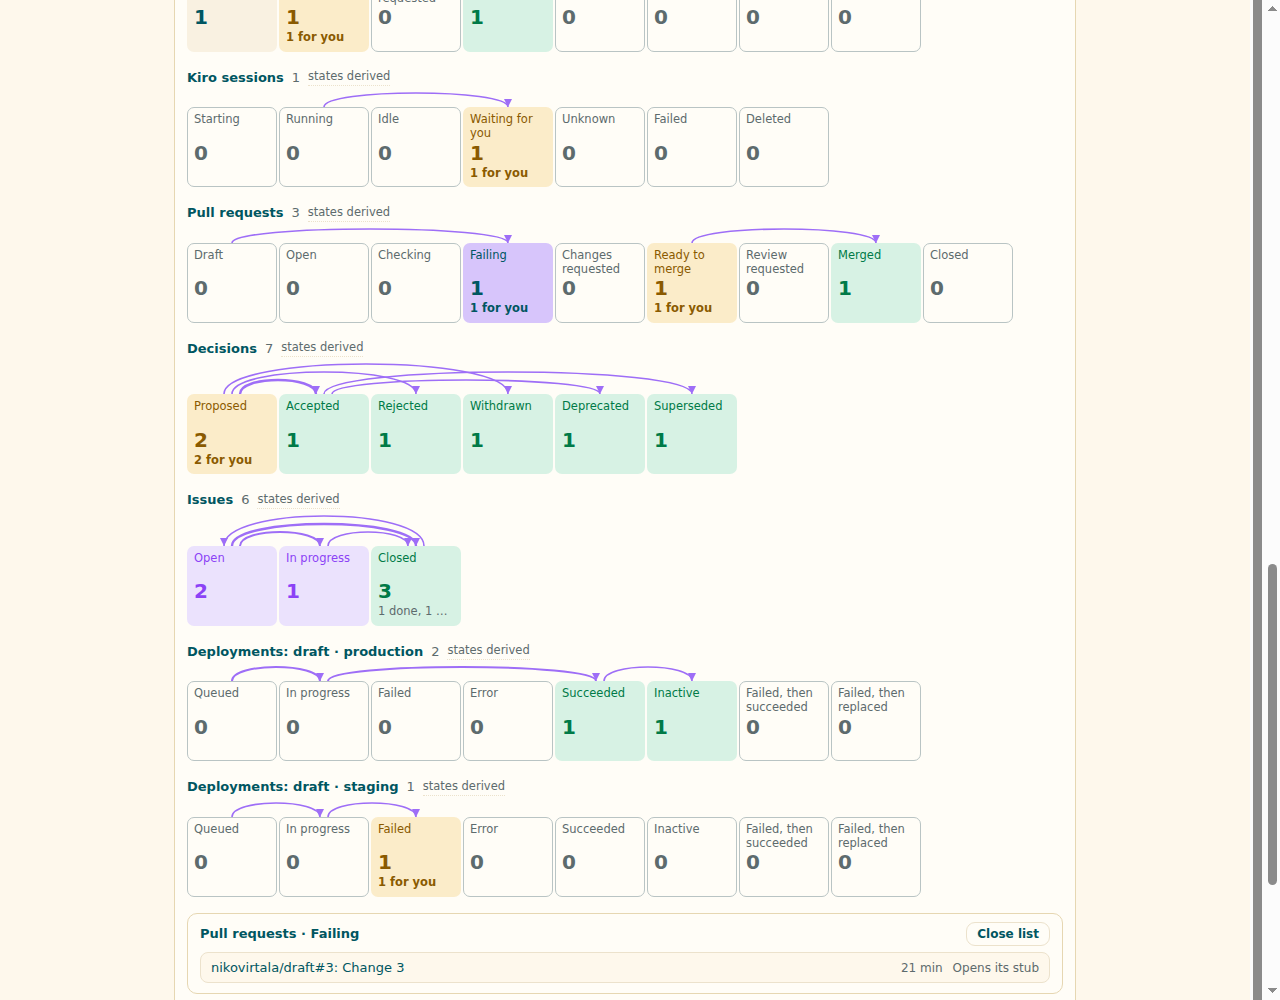 requested
1 1 0 1 0 0 0 0
1 for you
Kiro sessions 1 states derived
Starting Running Idle Waiting for you Unknown Failed Deleted
0 0 0 1 0 0 0
1 for you
Pull requests 3 states derived
Draft Open Checking Failing Changes requested Ready to merge Review requested Merged Closed
0 0 0 1 0 1 0 1 0
1 for you 1 for you
Decisions 7 states derived
Proposed Accepted Rejected Withdrawn Deprecated Superseded
2 1 1 1 1 1
2 for you
Issues 6 states derived
Open In progress Closed
2 1 3
1 done, 1 ...
Deployments: draft · production 2 states derived
Queued In progress Failed Error Succeeded Inactive Failed, then succeeded Failed, then replaced
0 0 0 0 1 1 0 0
Deployments: draft · staging 1 states derived
Queued In progress Failed Error Succeeded Inactive Failed, then succeeded Failed, then replaced
0 0 1 0 0 0 0 0
1 for you
Pull requests · Failing Close list
nikovirtala/draft#3: Change 3 21 min Opens its stub